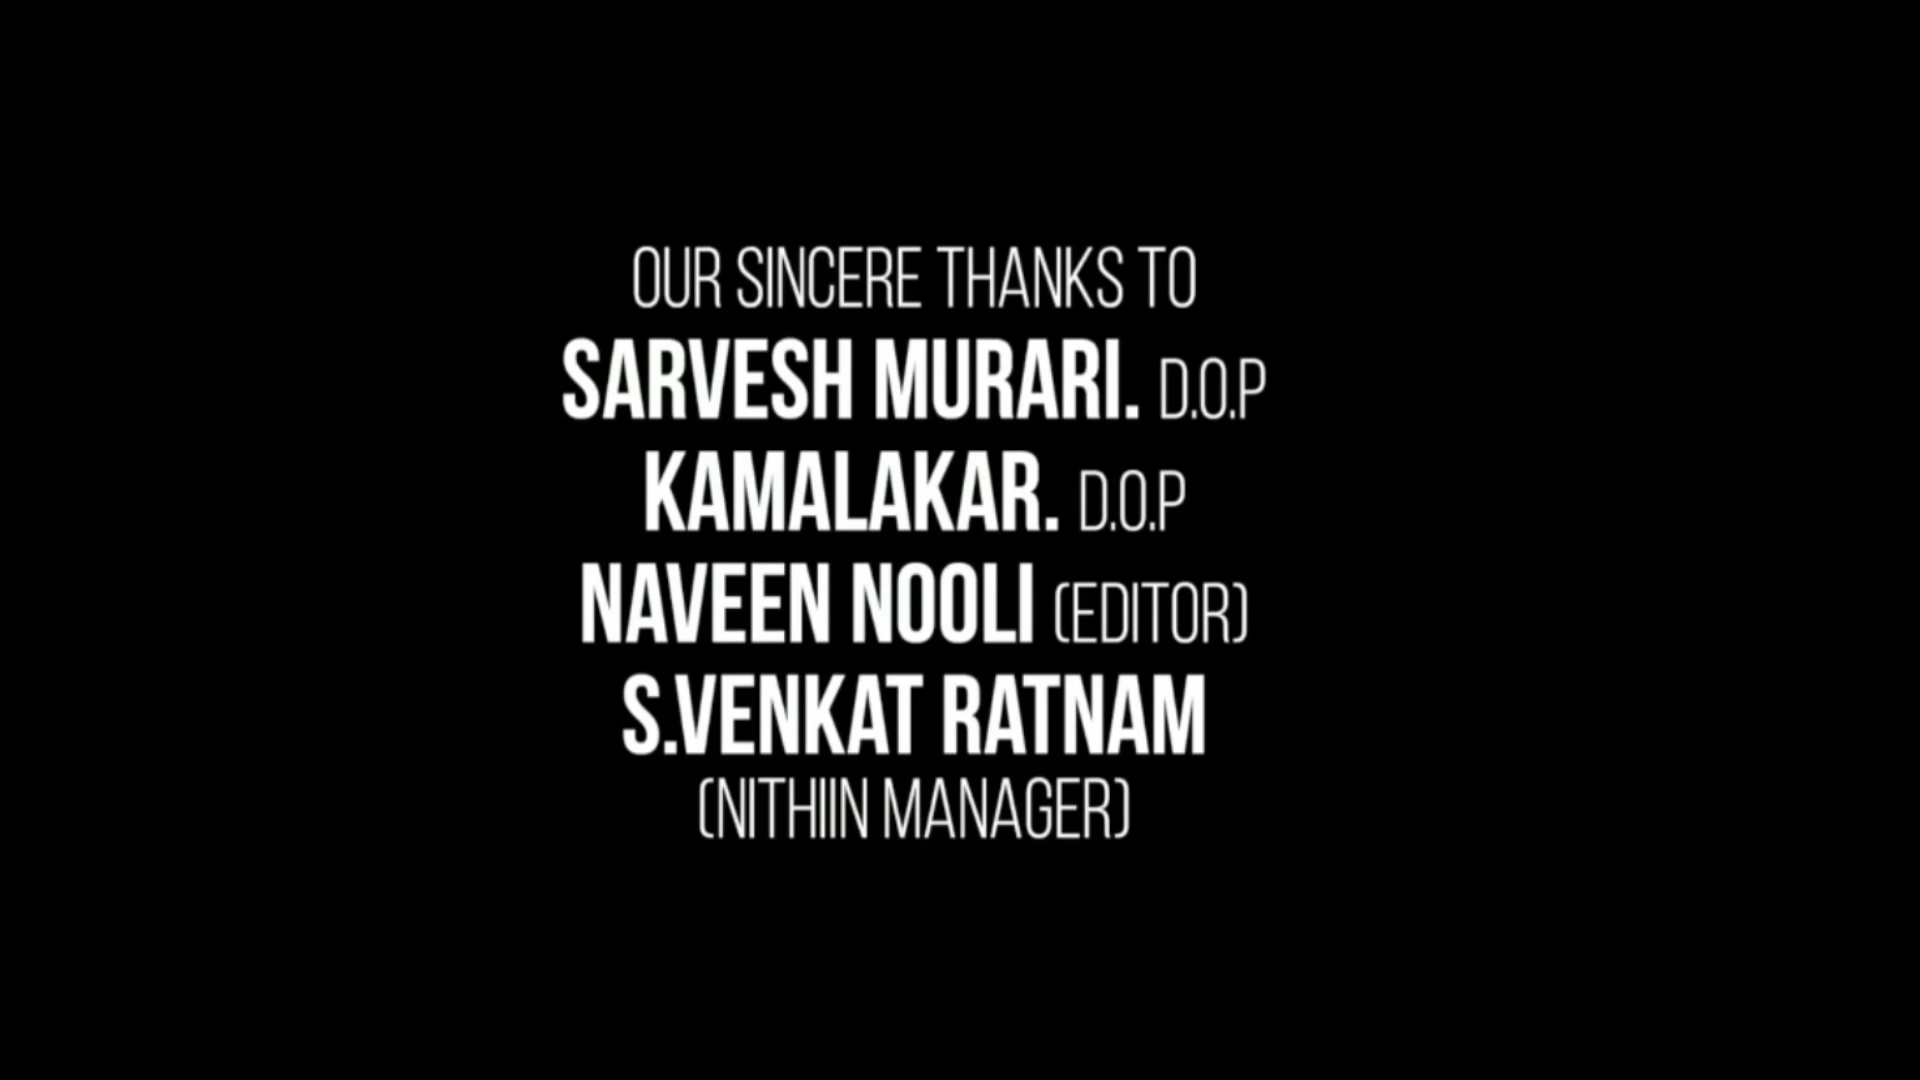 OUR SINCERE THANKS TO
SARVESH MURARI. D.O.P
KAMALAKAR. D.O.P
NAVEEN NOOLI (EDITOR)
S.VENKAT RATNAM
(NITHIIN MANAGER)